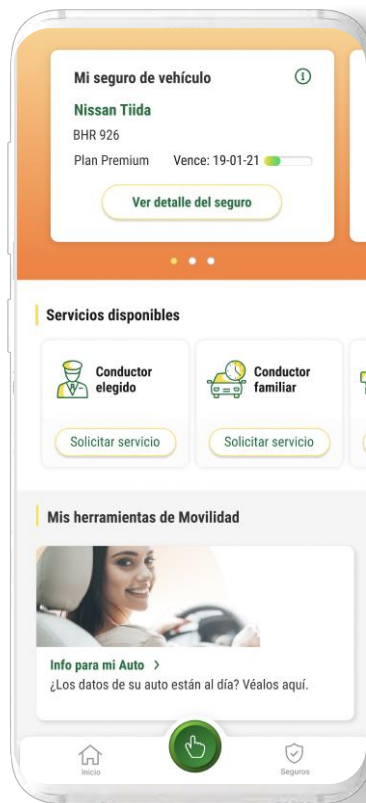 Mi seguro de vehículo
Nissan Tiida
BHR 926
Plan Premium Vence: 19-01-21
Ver detalle del seguro
Servicios disponibles
Conductor
elegido
Conductor
familiar
Solicitar servicio
Solicitar servicio
Mis herramientas de Movilidad
Info para mi Auto >
¿Los datos de su auto están al día? Véalos aquí.
Inicio
Seguros